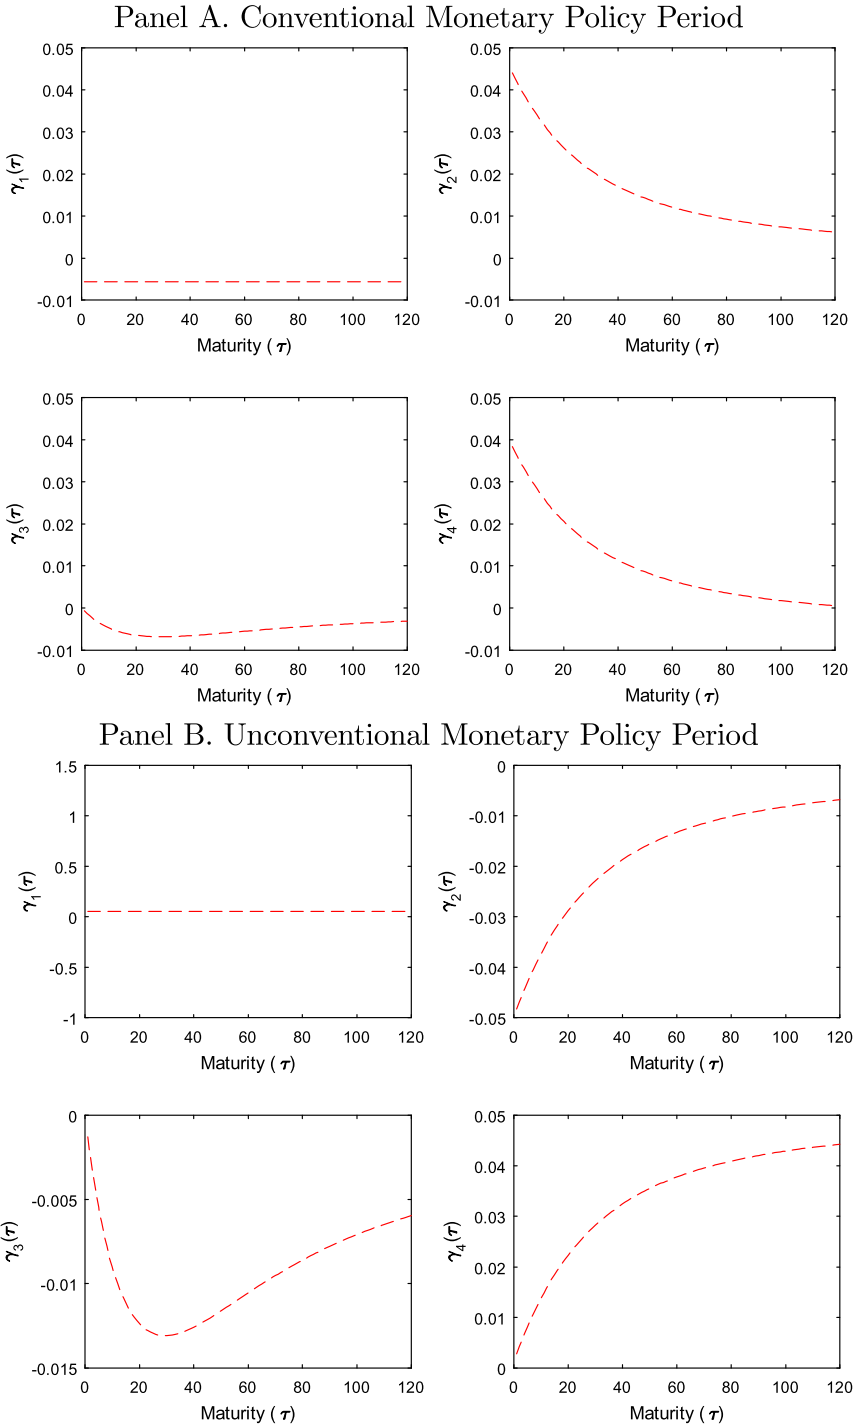 Panel A. Conventional Monetary Policy Period
0.05
0.04
0.03
0.02
0.01
0
-0.01
γ1(τ)
0 20 40 60 80 100 120
Maturity ( τ)
0.05
0.04
0.03
0.02
0.01
0
-0.01
γ2(τ)
0 20 40 60 80 100 120
Maturity ( τ)
0.05
0.04
0.03
0.02
0.01
0
-0.01
γ3(τ)
0 20 40 60 80 100 120
Maturity ( τ)
0.05
0.04
0.03
0.02
0.01
0
-0.01
γ4(τ)
0 20 40 60 80 100 120
Maturity ( τ)
Panel B. Unconventional Monetary Policy Period
1.5
1
0.5
0
-0.5
-1
γ1(τ)
0 20 40 60 80 100 120
Maturity ( τ)
0
-0.01
-0.02
-0.03
-0.04
-0.05
γ2(τ)
0 20 40 60 80 100 120
Maturity ( τ)
0
-0.005
-0.01
-0.015
γ3(τ)
0 20 40 60 80 100 120
Maturity ( τ)
0.05
0.04
0.03
0.02
0.01
0
γ4(τ)
0 20 40 60 80 100 120
Maturity ( τ)